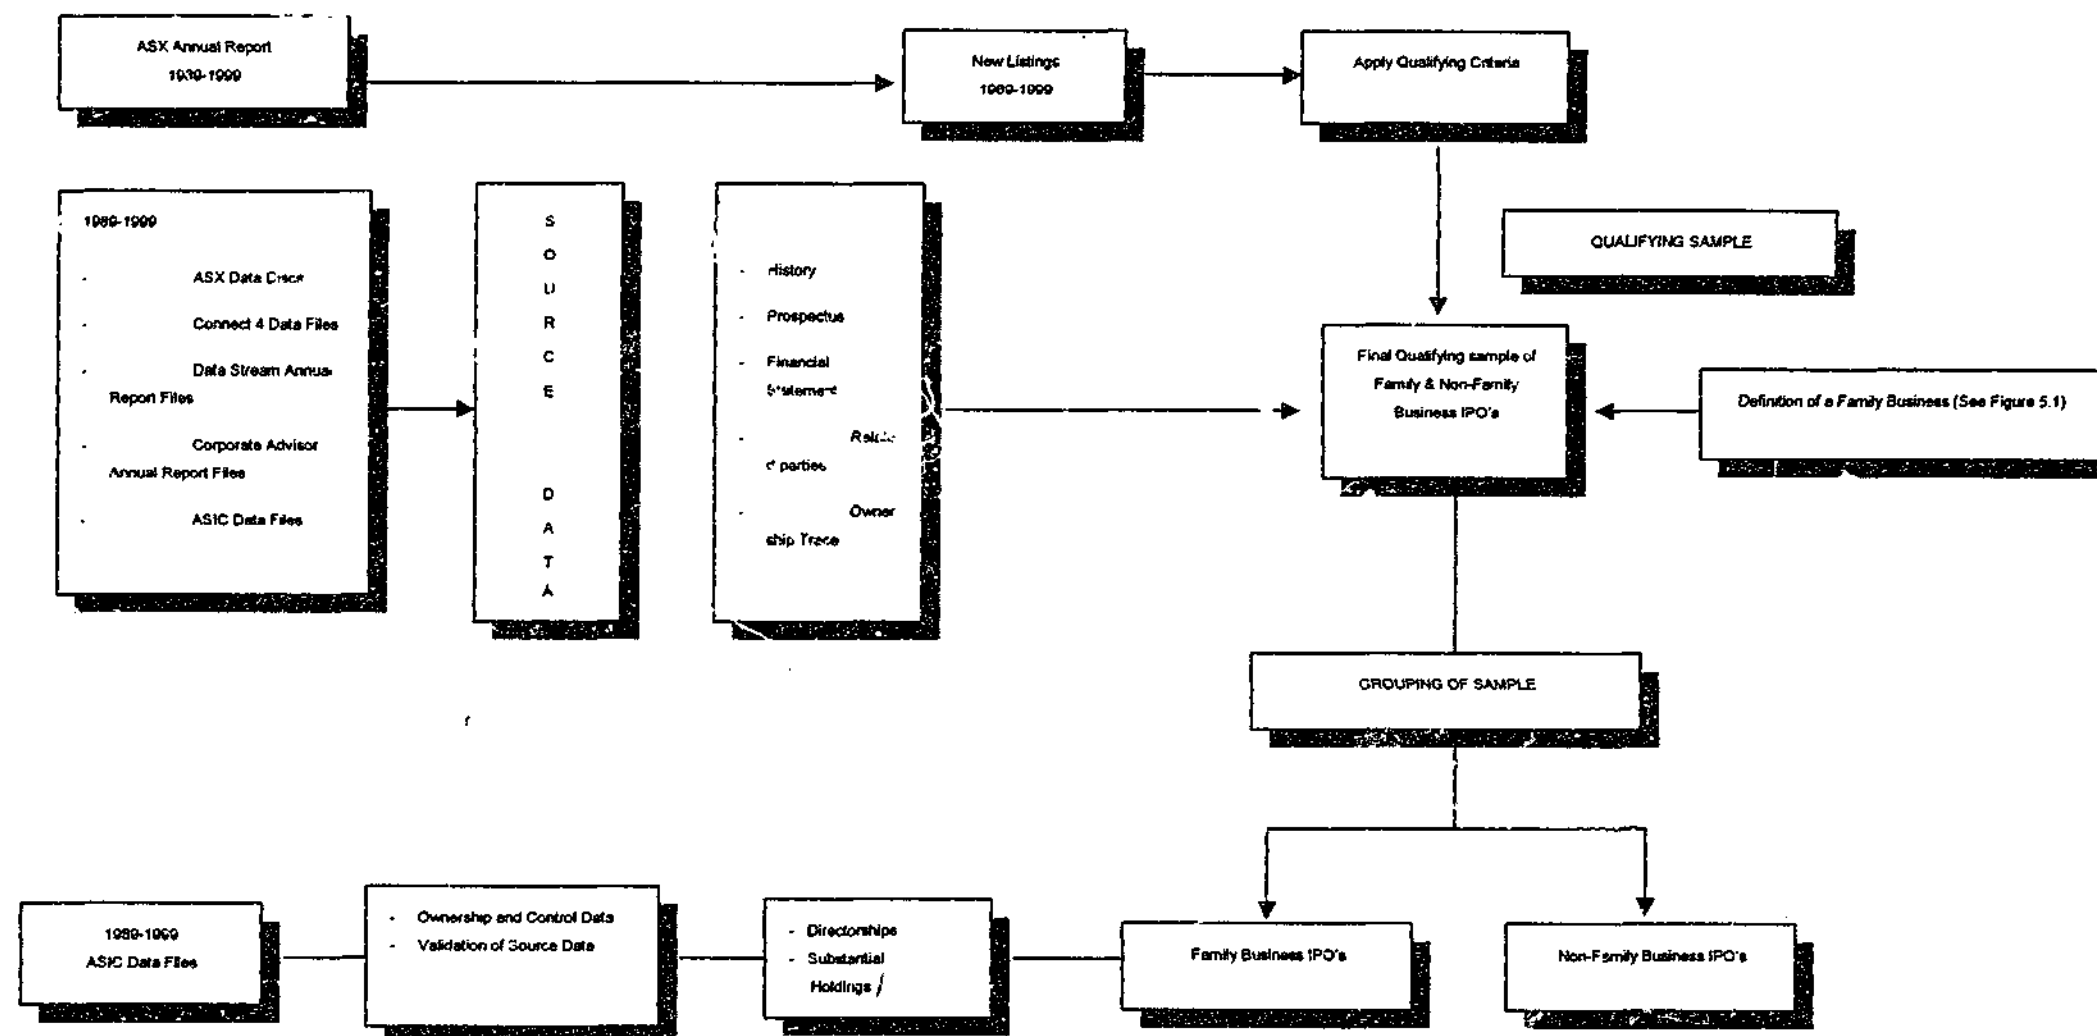 ASX Annual Report
1939-1999
New Listings
1989-1999
Apply Qualifying Criteria
1989-1999
- ASX Data
- Connect 4 Data Files
- Data Stream Annua
Report Files
- Corporate Advisor
Annual Report Files
- ASIC Data Files
S
O
U
R
C
E
D
A
T
A
- History
- Prospectus
- Financial
Statement
-
parties
- Owner
ship Trace
QUALIFYING SAMPLE
Final Qualifying sample of
Family & Non-Family
Business IPO's
Definition of a Family Business (See Figure 5.1)
GROUPING OF SAMPLE
1989-1999
ASIC Data Files
- Ownership and Control Data
- Validation of Source Data
- Directorships
- Substantial
Holdings
Family Business IPO's
Non-Family Business IPO's